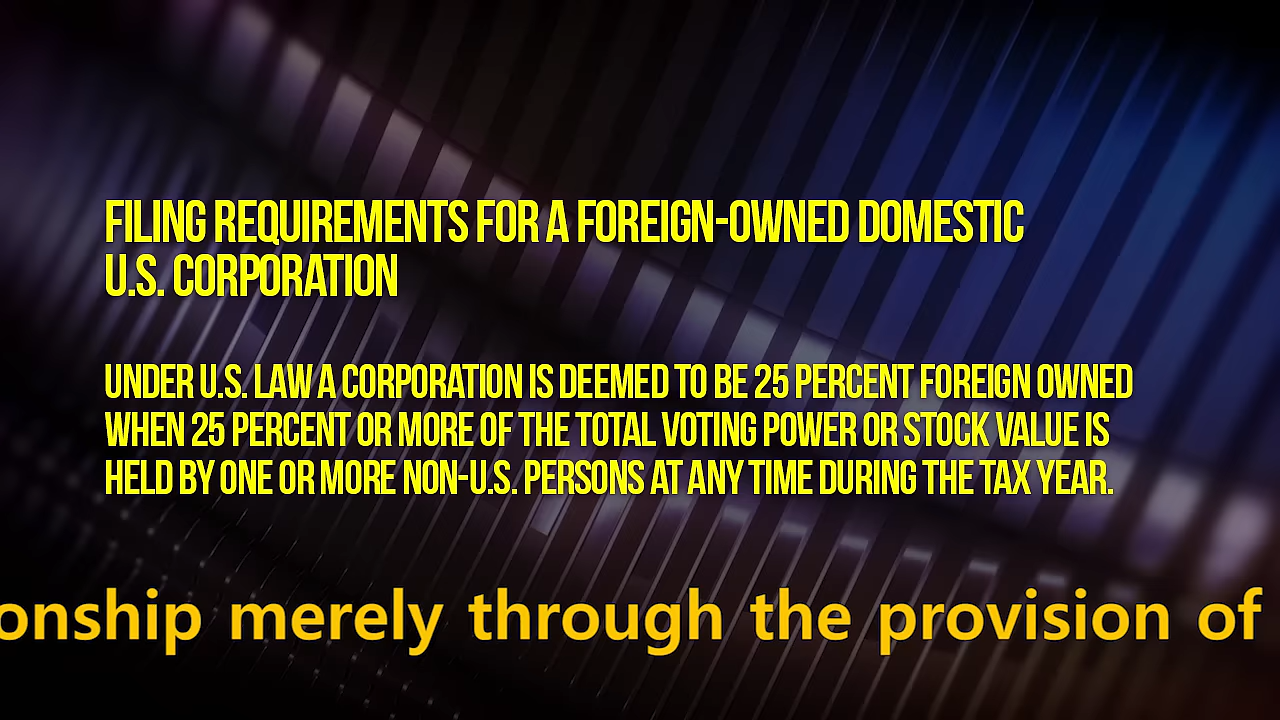 FILING REQUIREMENTS FOR A FOREIGN-OWNED DOMESTIC
U.S. CORPORATION
UNDER U.S. LAW A CORPORATION IS DEEMED TO BE 25 PERCENT FOREIGN OWNED
WHEN 25 PERCENT OR MORE OF THE TOTAL VOTING POWER OR STOCK VALUE IS
HELD BY ONE OR MORE NON-U.S. PERSONS AT ANY TIME DURING THE TAX YEAR.
onship merely through the provision of